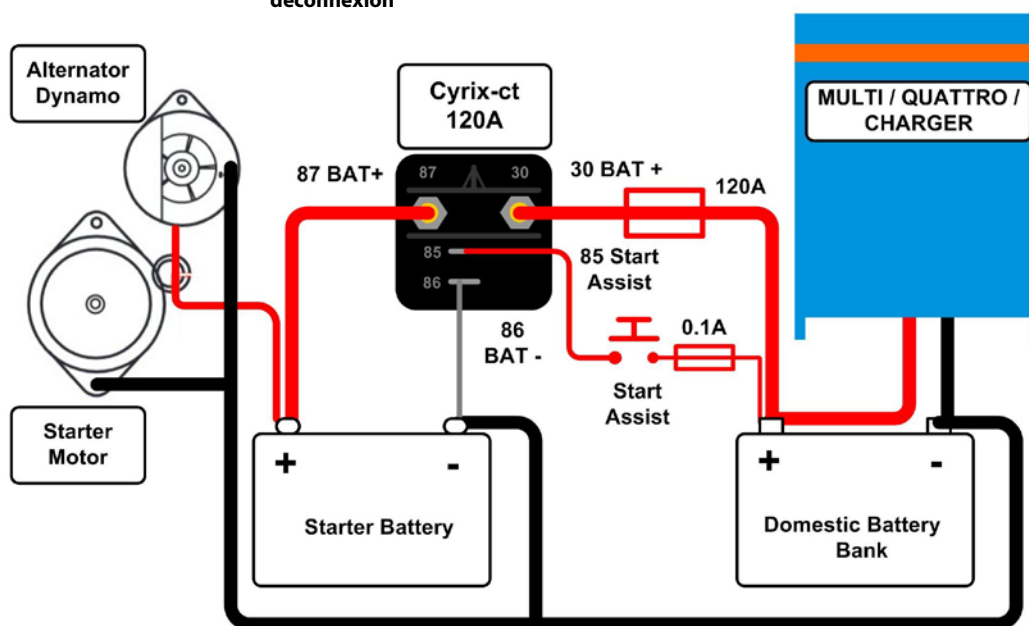 déconnexion
Alternator
Dynamo
Cyrix-ct
120A
MULTI / QUATTRO /
CHARGER
87 BAT+
87
30
30 BAT +
120A
85
86
85 Start
Assist
86
BAT -
0.1A
Start
Assist
Starter
Motor
+
-
Starter Battery
+
-
Domestic Battery
Bank